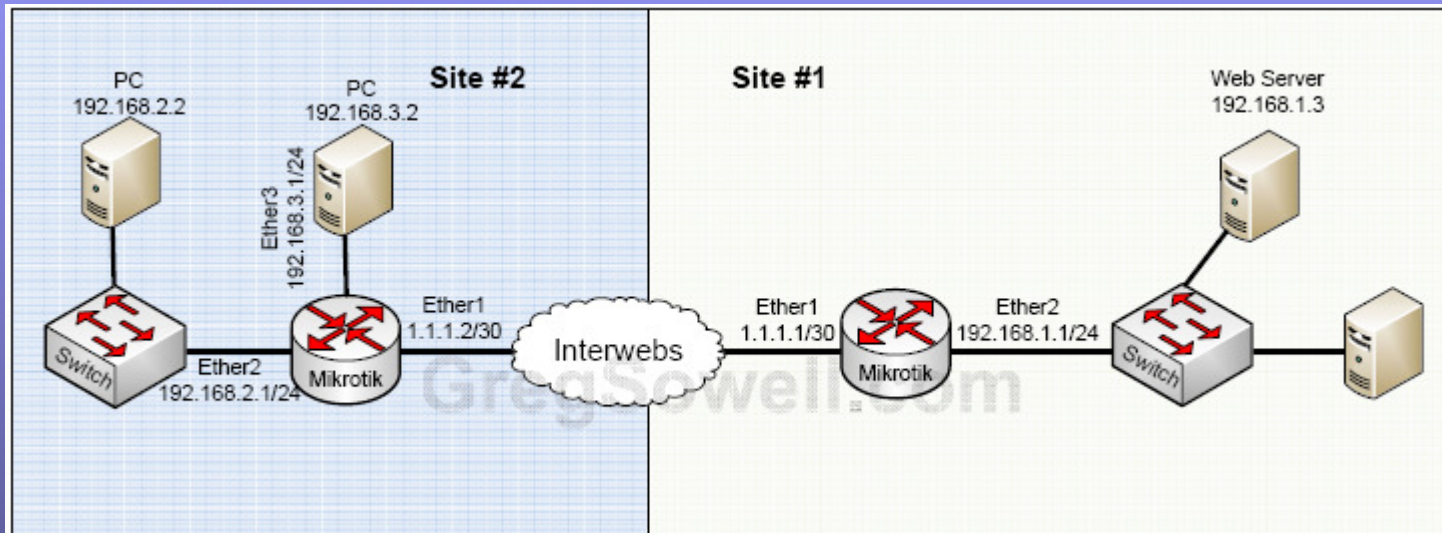 Site #2
Site #1
PC
192.168.2.2
PC
192.168.3.2
Web Server
192.168.1.3
Ether3
192.168.3.1/24
Ether1
1.1.1.2/30
Interwebs
Ether1
1.1.1.1/30
Ether2
192.168.1.1/24
Switch
Ether2
192.168.2.1/24
Mikrotik
Mikrotik
Switch
GregSowell.com